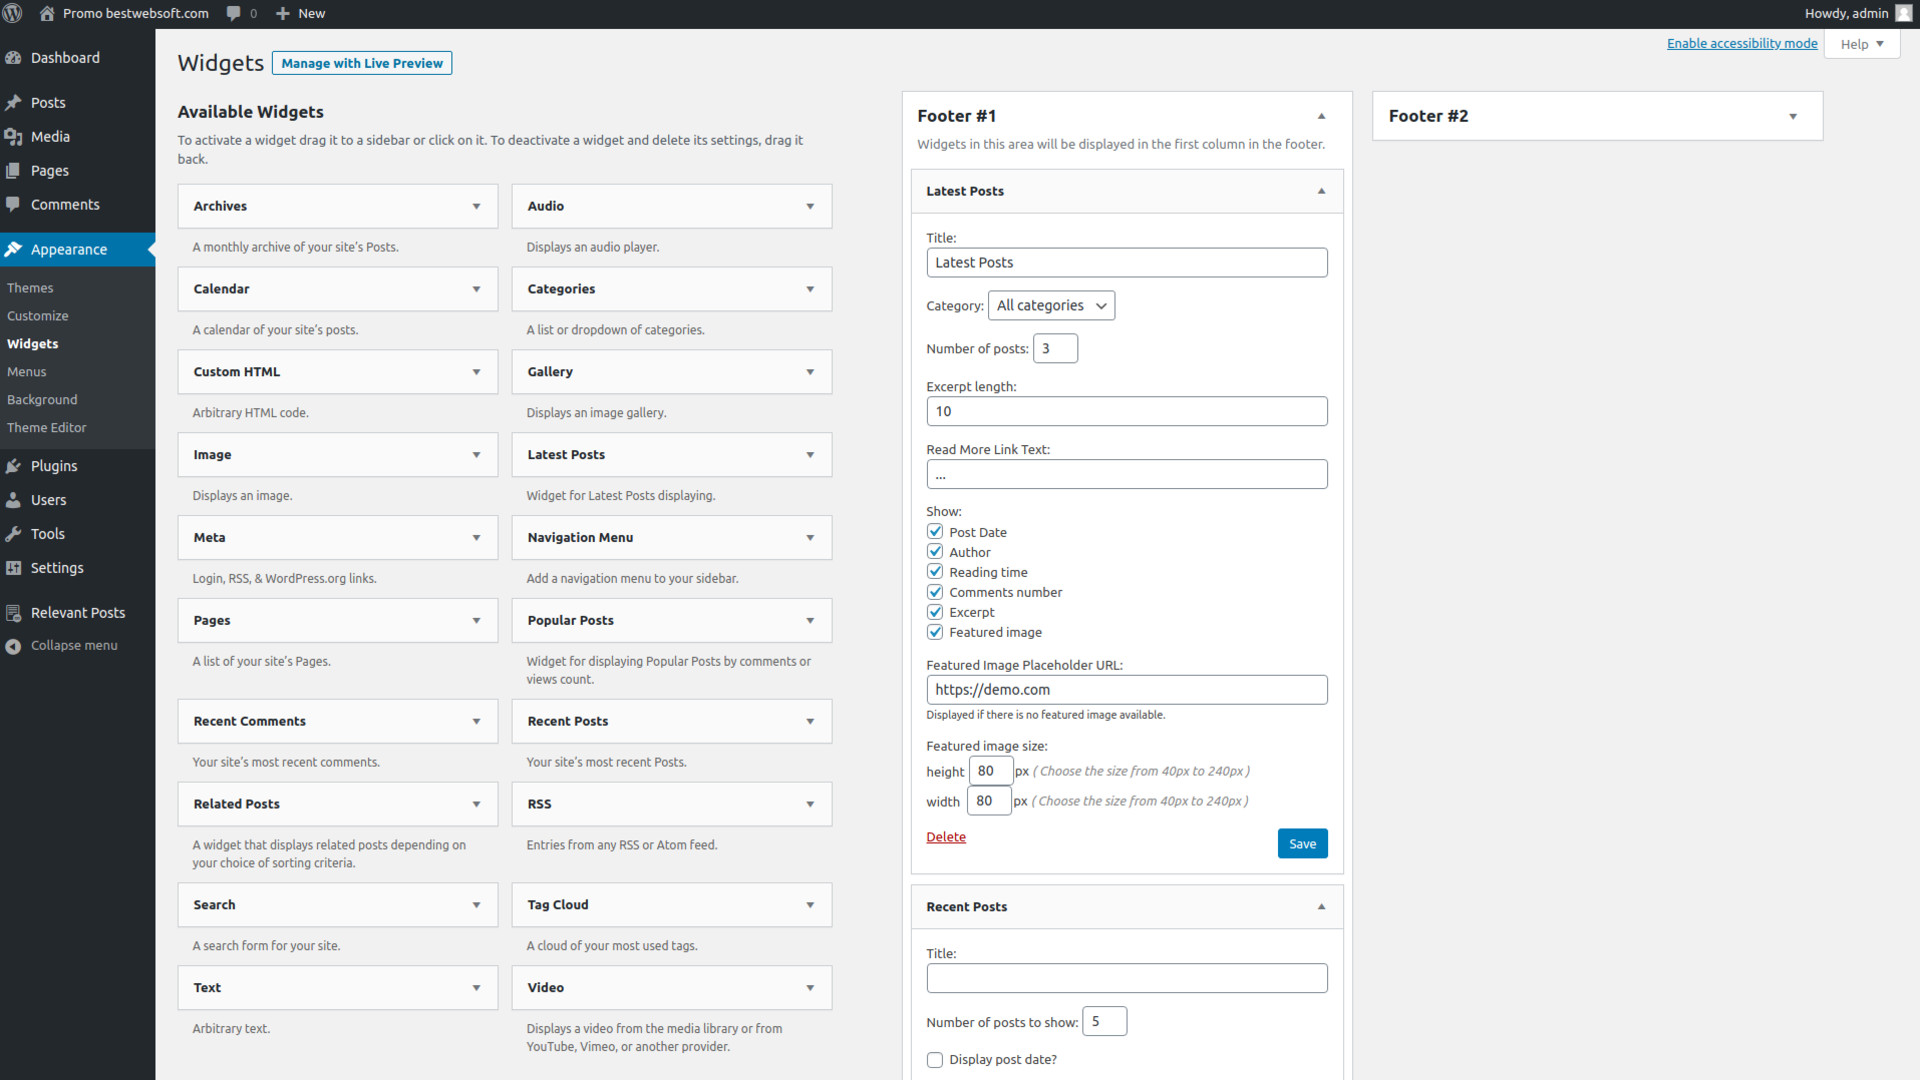 Promo bestwebsoft.com 0 New Howdy, admin
Dashboard
Posts
Media
Pages
Comments
Appearance
Themes
Customize
Widgets
Menus
Background
Theme Editor
Plugins
Users
Tools
Settings
Relevant Posts
Collapse menu
Enable accessibility mode
Help
Widgets
Manage with Live Preview
Available Widgets
To activate a widget drag it to a sidebar or click on it. To deactivate a widget and delete its settings, drag it
back.
Archives
A monthly archive of your site's Posts.
Audio
Displays an audio player.
Calendar
A calendar of your site's posts.
Categories
A list or dropdown of categories.
Custom HTML
Arbitrary HTML code.
Gallery
Displays an image gallery.
Image
Displays an image.
Latest Posts
Widget for Latest Posts displaying.
Meta
Login, RSS, & WordPress.org links.
Navigation Menu
Add a navigation menu to your sidebar.
Pages
A list of your site's Pages.
Popular Posts
Widget for displaying Popular Posts by comments or
views count.
Recent Comments
Your site's most recent comments.
Recent Posts
Your site's most recent Posts.
Related Posts
A widget that displays related posts depending on
your choice of sorting criteria.
RSS
Entries from any RSS or Atom feed.
Search
A search form for your site.
Tag Cloud
A cloud of your most used tags.
Text
Arbitrary text.
Video
Displays a video from the media library or from
YouTube, Vimeo, or another provider.
Footer #1
Widgets in this area will be displayed in the first column in the footer.
Latest Posts
Title:
Latest Posts
Category: All categories
Number of posts: 3
Excerpt length:
10
Read More Link Text:
...
Show:
Post Date
Author
Reading time
Comments number
Excerpt
Featured image
Featured Image Placeholder URL:
https://demo.com
Displayed if there is no featured image available.
Featured image size:
height 80 px ( Choose the size from 40px to 240px )
width 80 px ( Choose the size from 40px to 240px )
Delete
Save
Recent Posts
Title:
Number of posts to show: 5
Display post date?
Footer #2